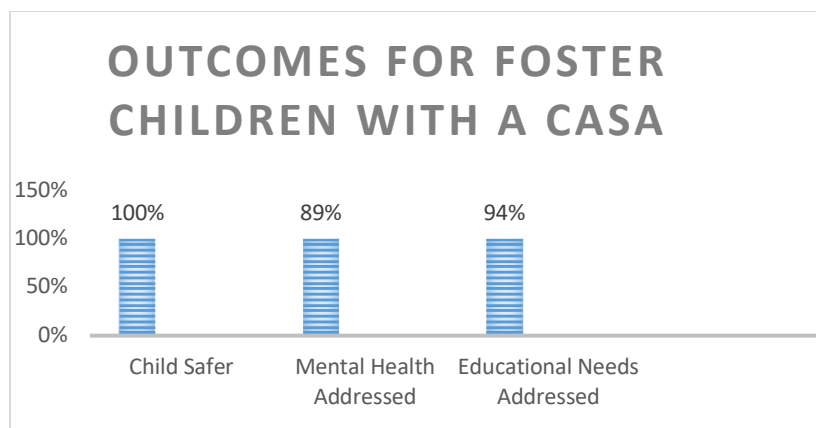 OUTCOMES FOR FOSTER
CHILDREN WITH A CASA
150%
100%
50%
0%
100%
89%
94%
Child Safer
Mental Health
Addressed
Educational Needs
Addressed